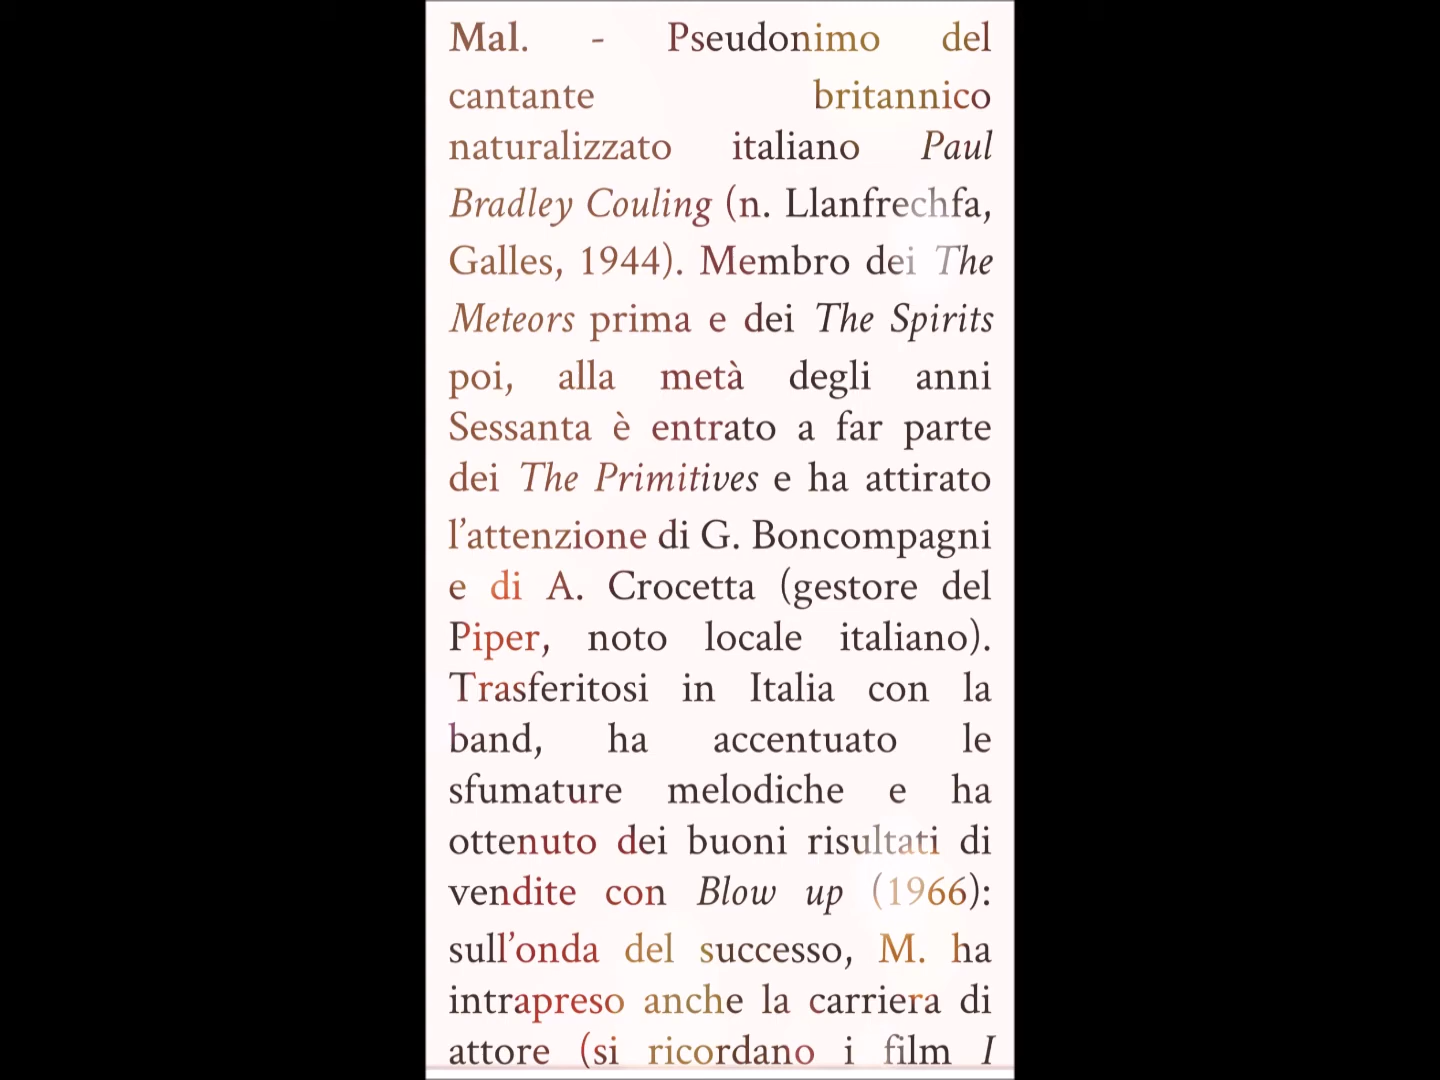 Mal. - Pseudonimo del
cantante britannico
naturalizzato italiano Paul
Bradley Couling (n. Llanfrechfa,
Galles, 1944). Membro dei The
Meteors prima e dei The Spirits
poi, alla metà degli anni
Sessanta è entrato a far parte
dei The Primitives e ha attirato
l’attenzione di G. Boncompagni
e di A. Crocetta (gestore del
Piper, noto locale italiano).
Trasferitosi in Italia con la
band, ha accentuato le
sfumature melodiche e ha
ottenuto dei buoni risultati di
vendite con Blow up (1966):
sull’onda del successo, M. ha
intrapreso anche la carriera di
attore (si ricordano i film I